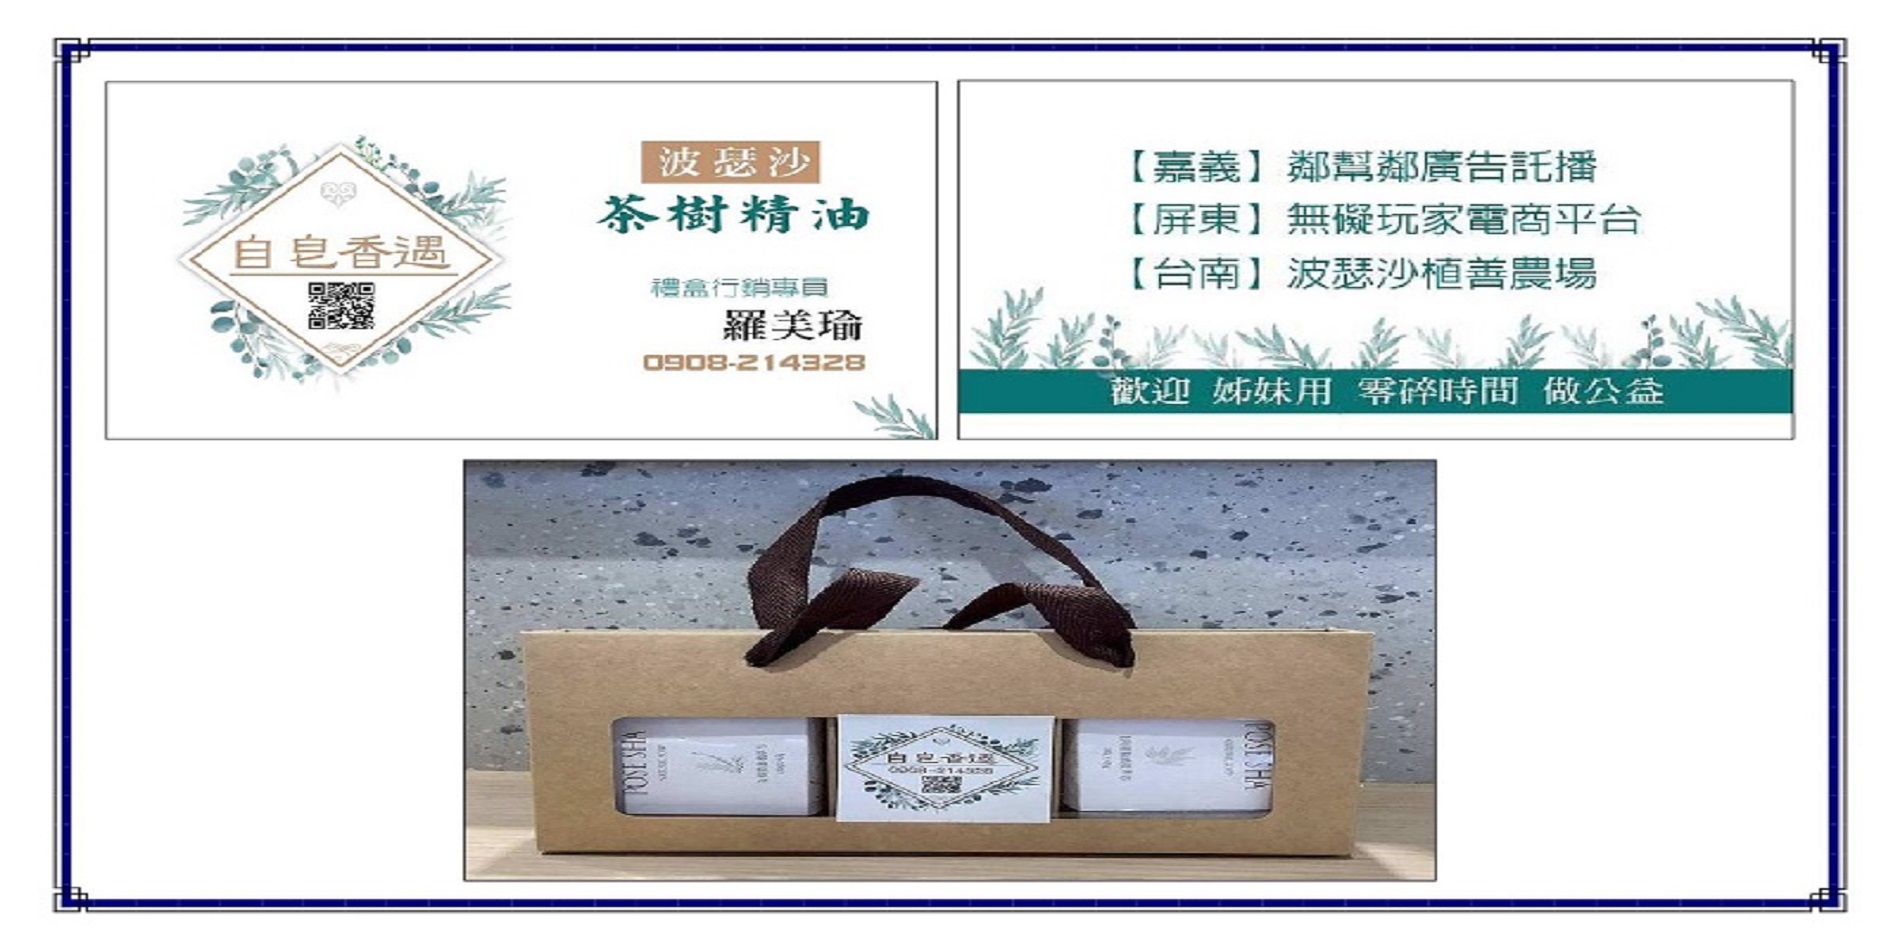 自皂香遇
波瑟沙
茶樹精油
禮盒行銷專員
羅美瑜
0908-214328
【嘉義】鄰幫鄰廣告託播
【屏東】無礙玩家電商平台
【台南】波瑟沙植善農場
歡迎 姊妹用 零碎時間 做公益
POSE SHA
自皂香遇
0908-214328
POSE SHA